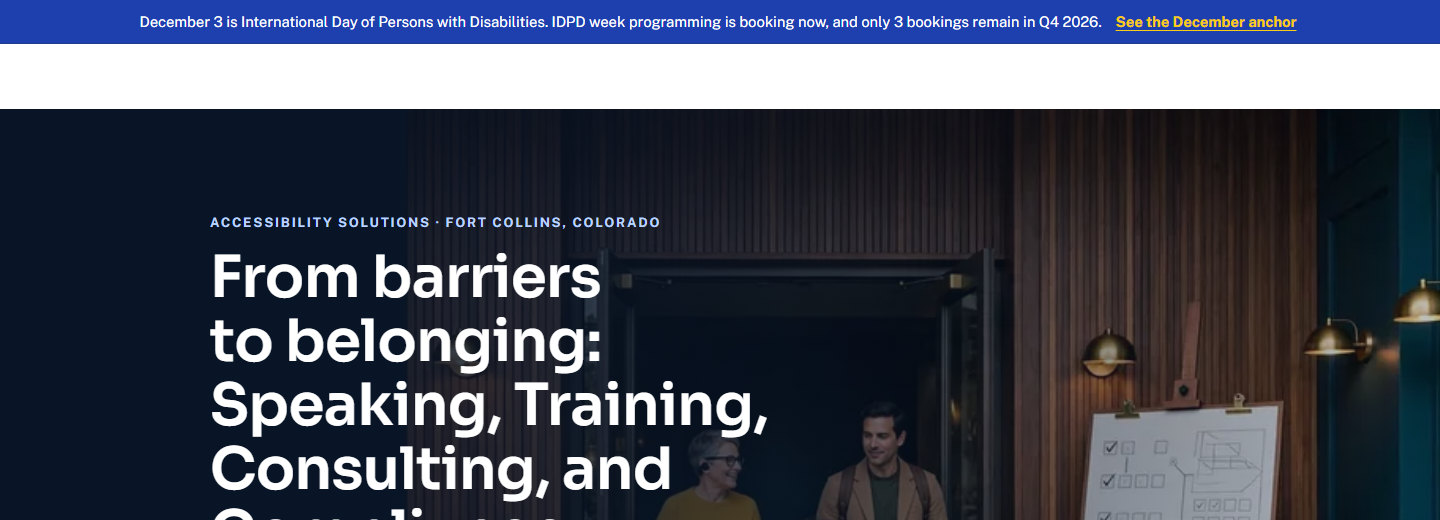 December 3 is International Day of Persons with Disabilities. IDPD week programming is booking now, and only 3 bookings remain in Q4 2026. See the December anchor
ACCESSIBILITY SOLUTIONS · FORT COLLINS, COLORADO
From barriers
to belonging:
Speaking, Training,
Consulting, and